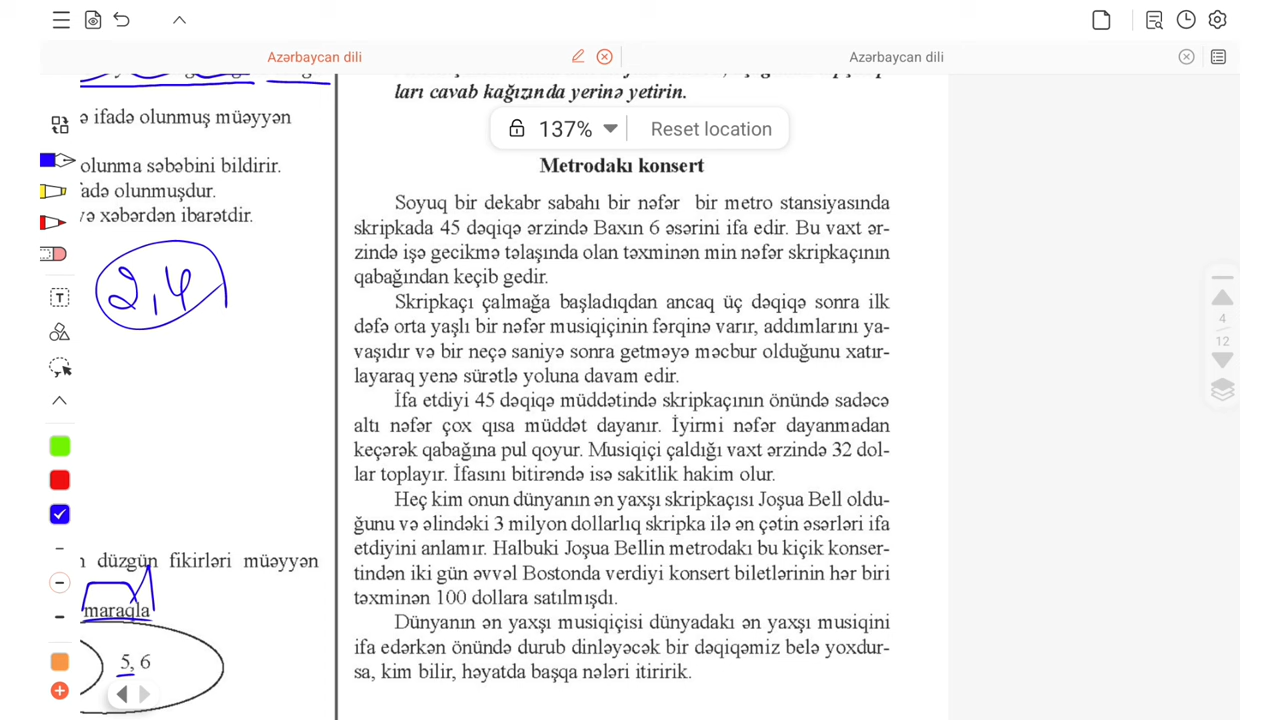 Azərbaycan dili
Azərbaycan dili
ları cavab kağızında yerinə yetirin.
137%
Reset location
ə ifadə olunmuş müəyyən
olunma səbəbini bildirir.
fadə olunmuşdur.
və xəbərdən ibarətdir.
2,4
düzgün fikirləri müəyyən
maraqla
5, 6
Metrodakı konsert
Soyuq bir dekabr sabahı bir nəfər bir metro stansiyasında
skripkada 45 dəqiqə ərzində Baxın 6 əsərini ifa edir. Bu vaxt ər-
zində işə gecikmə təlaşında olan təxminən min nəfər skripkaçının
qabağından keçib gedir.
Skripkaçı çalmağa başladıqdan ancaq üç dəqiqə sonra ilk
dəfə orta yaşlı bir nəfər musiqiçinin fərqinə varır, addımlarını ya-
vaşıdır və bir neçə saniyə sonra getməyə məcbur olduğunu xatır-
layaraq yenə sürətlə yoluna davam edir.
İfa etdiyi 45 dəqiqə müddətində skripkaçının önündə sadəcə
altı nəfər çox qısa müddət dayanır. İyirmi nəfər dayanmadan
keçərək qabağına pul qoyur. Musiqiçi çaldığı vaxt ərzində 32 dol-
lar toplayır. İfasını bitirəndə isə sakitlik hakim olur.
Heç kim onun dünyanın ən yaxşı skripkaçısı Joşua Bell oldu-
ğunu və əlindəki 3 milyon dollarlıq skripka ilə ən çətin əsərləri ifa
etdiyini anlamır. Halbuki Joşua Bellin metrodakı bu kiçik konser-
tindən iki gün əvvəl Bostonda verdiyi konsert biletlərinin hər biri
təxminən 100 dollara satılmışdı.
Dünyanın ən yaxşı musiqiçisi dünyadakı ən yaxşı musiqini
ifa edərkən önündə durub dinləyəcək bir dəqiqəmiz belə yoxdur-
sa, kim bilir, həyatda başqa nələri itiririk.
4
12